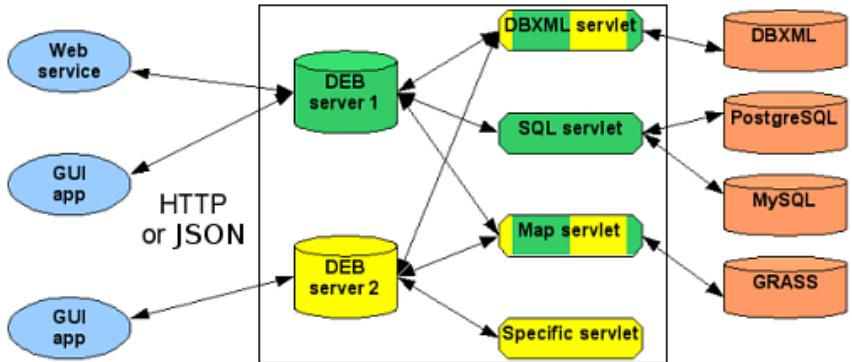 Web
service
GUI
app
HTTP
or JSON
GUI
app
DEB
server 1
DEB
server 2
DBXML servlet
SQL servlet
Map servlet
Specific servlet
DBXML
PostgreSQL
MySQL
GRASS